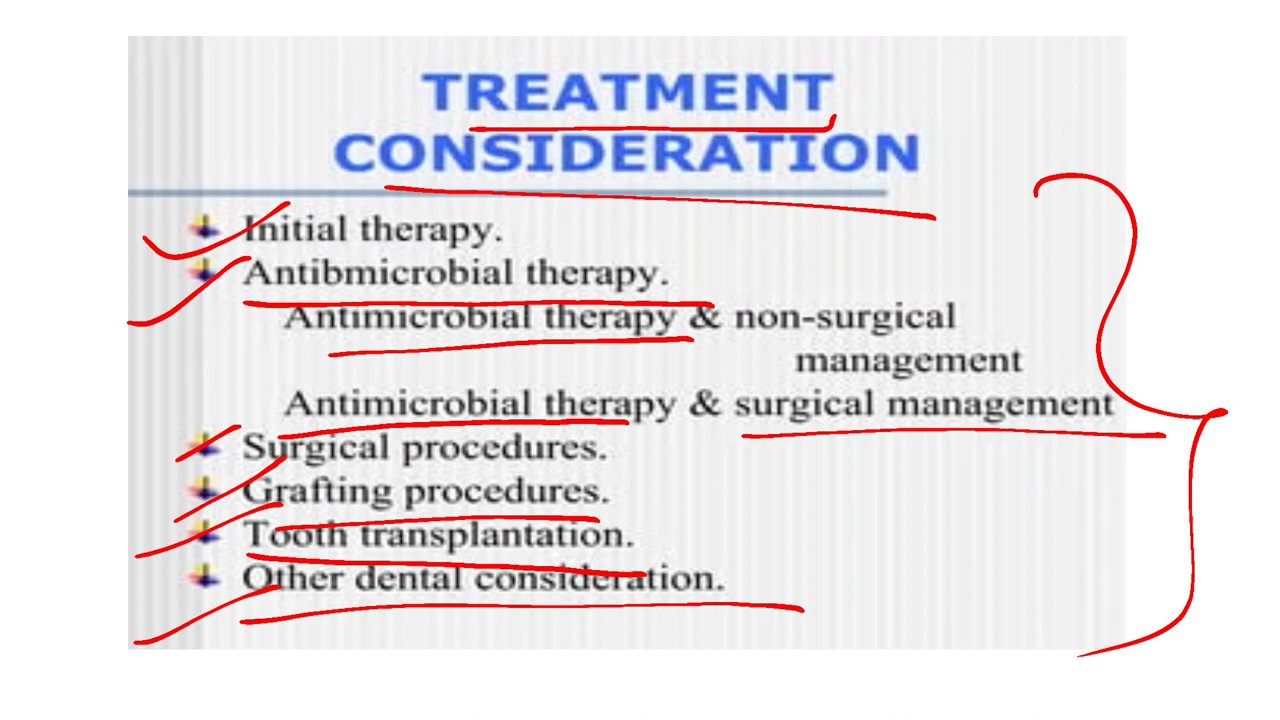 TREATMENT
CONSIDERATION
Initial therapy.
Antibmicrobial therapy.
Antimicrobial therapy & non-surgical
management
Antimicrobial therapy & surgical management
Surgical procedures.
Grafting procedures.
Tooth transplantation.
Other dental consideration.